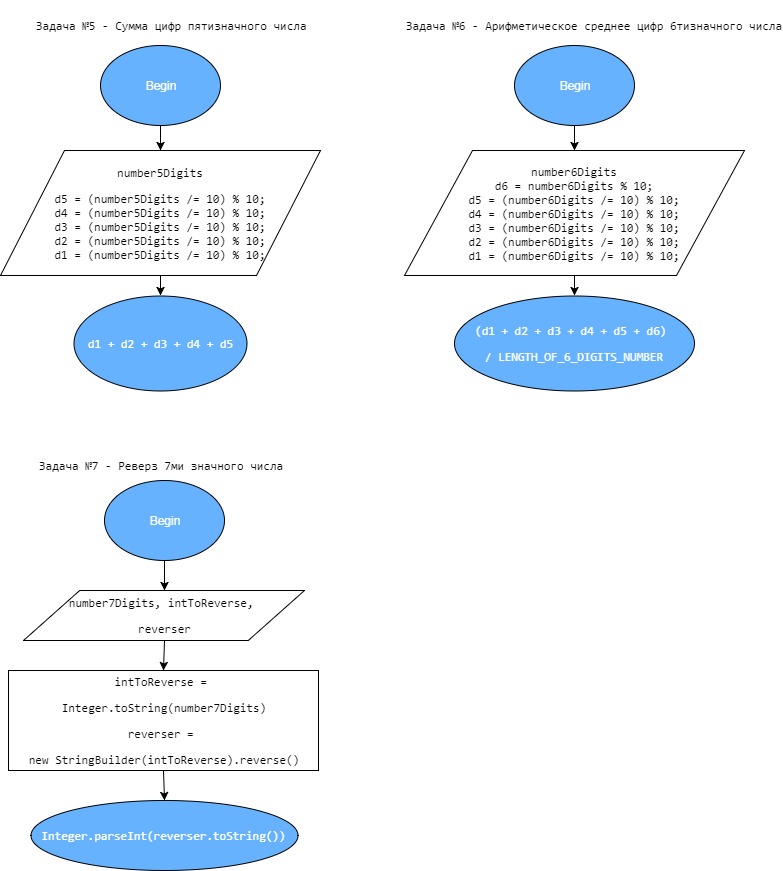 Задача №5 - Сумма цифр пятизначного числа
Begin
number5Digits
d5 = (number5Digits /= 10) % 10;
d4 = (number5Digits /= 10) % 10;
d3 = (number5Digits /= 10) % 10;
d2 = (number5Digits /= 10) % 10;
d1 = (number5Digits /= 10) % 10;
d1 + d2 + d3 + d4 + d5
Задача №6 - Арифметическое среднее цифр 6тизначного числа
Begin
number6Digits
d6 = number6Digits % 10;
d5 = (number6Digits /= 10) % 10;
d4 = (number6Digits /= 10) % 10;
d3 = (number6Digits /= 10) % 10;
d2 = (number6Digits /= 10) % 10;
d1 = (number6Digits /= 10) % 10;
(d1 + d2 + d3 + d4 + d5 + d6)
/ LENGTH_OF_6_DIGITS_NUMBER
Задача №7 - Реверз 7ми значного числа
Begin
number7Digits, intToReverse,
reverser
intToReverse =
Integer.toString(number7Digits)
reverser =
new StringBuilder(intToReverse).reverse()
Integer.parseInt(reverser.toString())